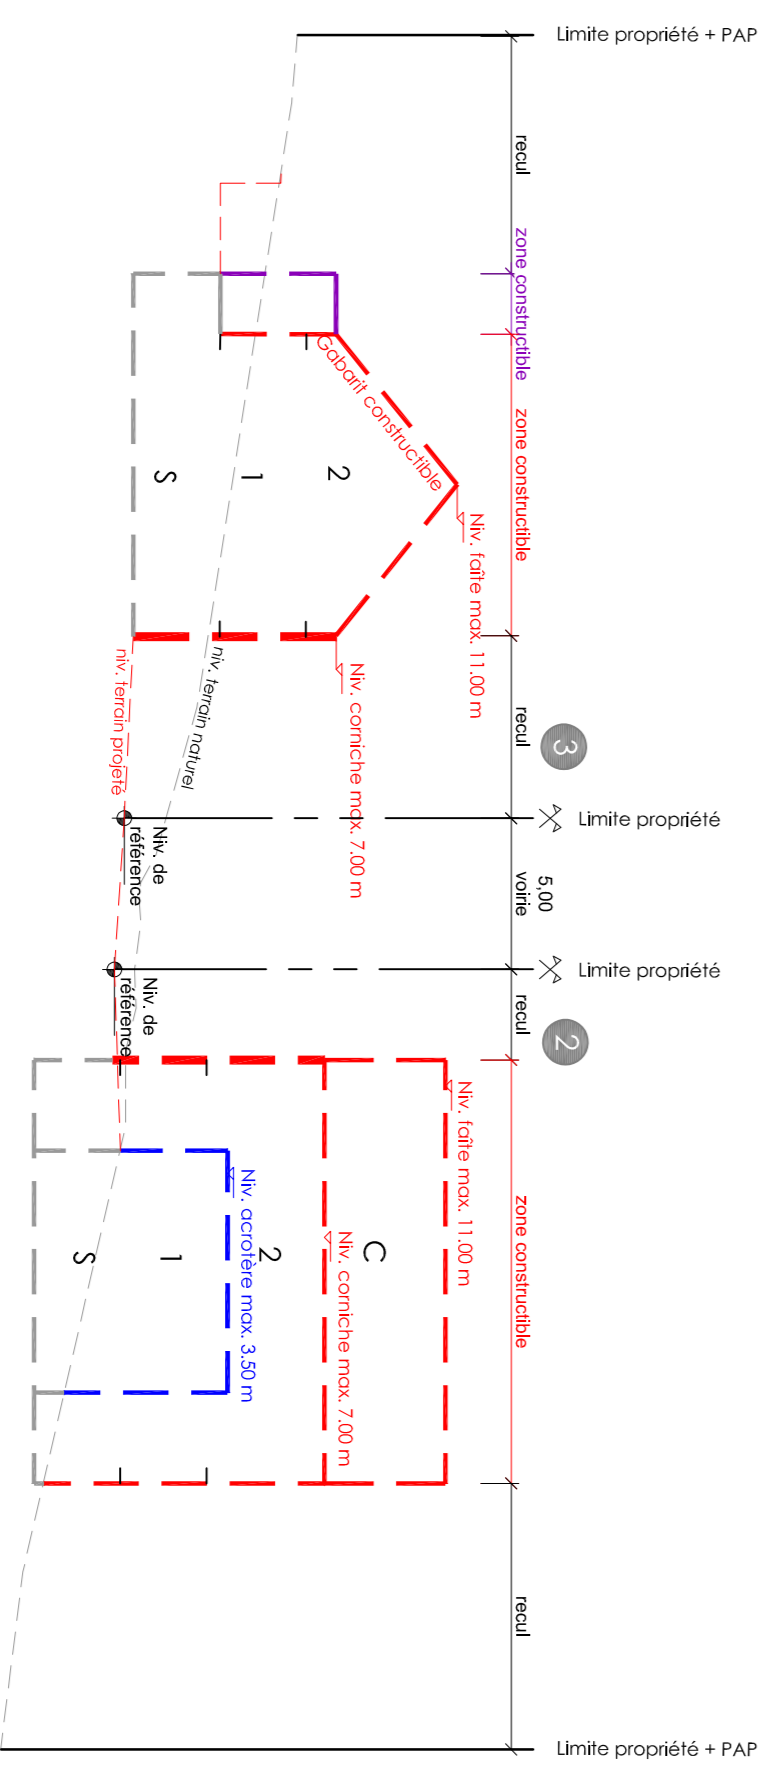 Limite propriété + PAP
recul
zone constructible
zone constructible
Gabarit constructible
S
1
2
Niv. faîte max. 11.00 m
Niv. corniche max. 7.00 m
niv. terrain naturel
niv. terrain projeté
recul
3
Limite propriété
Niv. de
référence
5,00
voirie
Limite propriété
Niv. de
référence
recul
2
Niv. faîte max. 11.00 m
Niv. acrotère max. 3.50 m
Niv. corniche max. 7.00 m
zone constructible
S
1
2
C
recul
Limite propriété + PAP